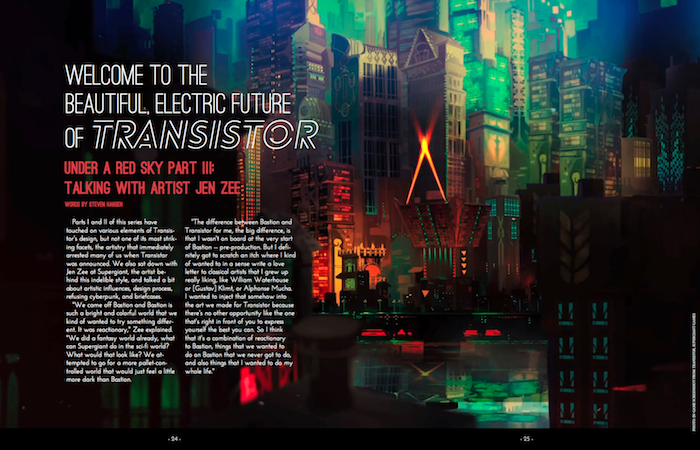 WELCOME TO THE
BEAUTIFUL, ELECTRIC FUTURE
OF TRANSISTOR
UNDER A RED SKY PART III:
TALKING WITH ARTIST JEN ZEE
WORDS BY STEVEN HANSEN
Parts I and II of this series have
touched on various elements of Transis-
tor's design, but not one of its most strik-
ing facets, the artistry that immediately
arrested many of us when Transistor
was announced. We also sat down with
Jen Zee at Supergiant, the artist be-
hind this indelible style, and talked a bit
about artistic influences, design process,
refusing cyberpunk, and briefcases.
"We came off Bastion and Bastion is
such a bright and colorful world that we
kind of wanted to try something differ-
ent. It was reactionary," Zee explained.
"We did a fantasy world already, what
can Supergiant do in the sci-fi world?
What would that look like? We at-
tempted to go for a more pallet-con-
trolled world that would just feel a little
more dark than Bastion.
"The difference between Bastion and
Transistor for me, the big difference, is
that I wasn't on board at the very start
of Bastion — pre-production. But I defi-
nitely got to scratch an itch where I kind
of wanted to in a sense write a love
letter to classical artists that I grew up
really liking, like William Waterhouse
or [Gustav] Klimt, or Alphonse Mucha.
I wanted to inject that somehow into
the art we made for Transistor because
there's no other opportunity like the one
that's right in front of you to express
yourself the best you can. So I think
that it's a combination of reactionary
to Bastion, things that we wanted to
do on Bastion that we never got to do,
and also things that I wanted to do my
whole life."
- 24 -
- 25 -